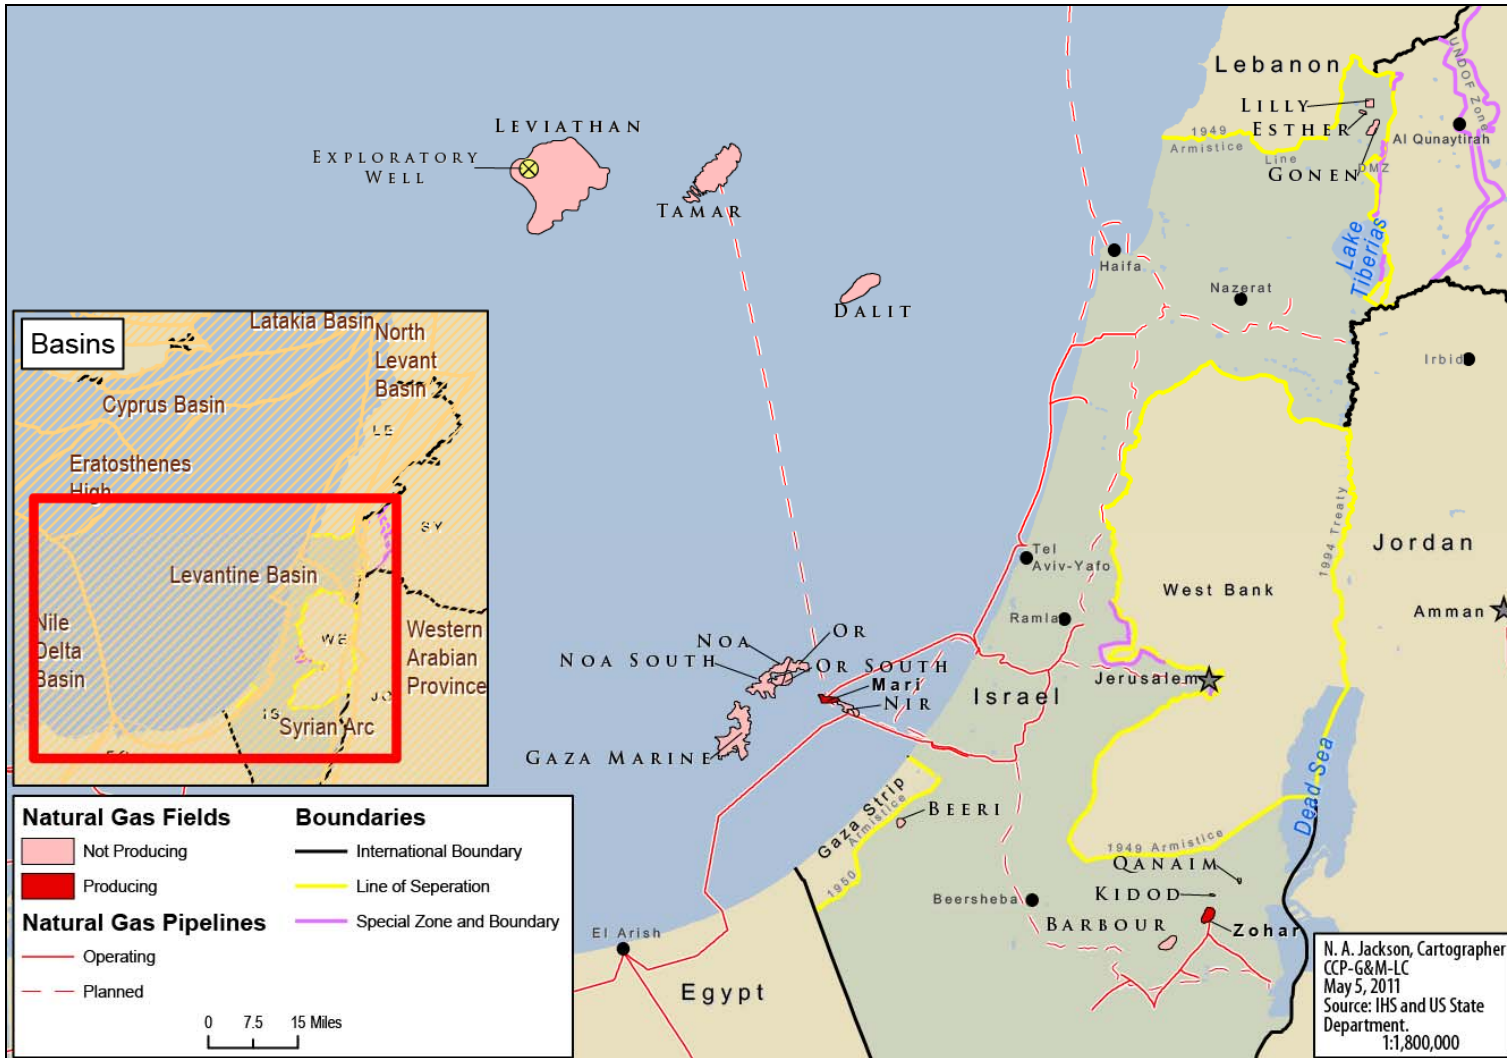 Lebanon
UNDOF Zone
LILLY
ESTHER
1949
Armistice
Line
Al Qunaytirah
DMZ
GONEN
LEVIATHAN
EXPLORATORY
WELL
TAMAR
Lake
Tiberias
Haifa
Nazerat
DALIT
Irbid
Basins
Latakia Basin
North
Levant
Basin
Cyprus Basin
LE
Eratosthenes
High
SY
Levantine Basin
Nile
Delta
Basin
WE
Western
Arabian
Province
JO
IS
Syrian Arc
Tel
Aviv-Yafo
1994 Treaty Line
Jordan
West Bank
Amman
Ramla
NOA
OR
NOA SOUTH
OR SOUTH
Mari
NIR
Jerusalem
Israel
GAZA MARINE
Dead Sea
Gaza Strip
1950 Armistice
BEERI
1949 Armistice
QANAIM
KIDOD
Beersheba
BARBOUR
Zohar
El Arish
Egypt
Natural Gas Fields
Not Producing
Producing
Natural Gas Pipelines
Operating
Planned
Boundaries
International Boundary
Line of Seperation
Special Zone and Boundary
0 7.5 15 Miles
N. A. Jackson, Cartographer
CCP-G&M-LC
May 5, 2011
Source: IHS and US State
Department.
1:1,800,000